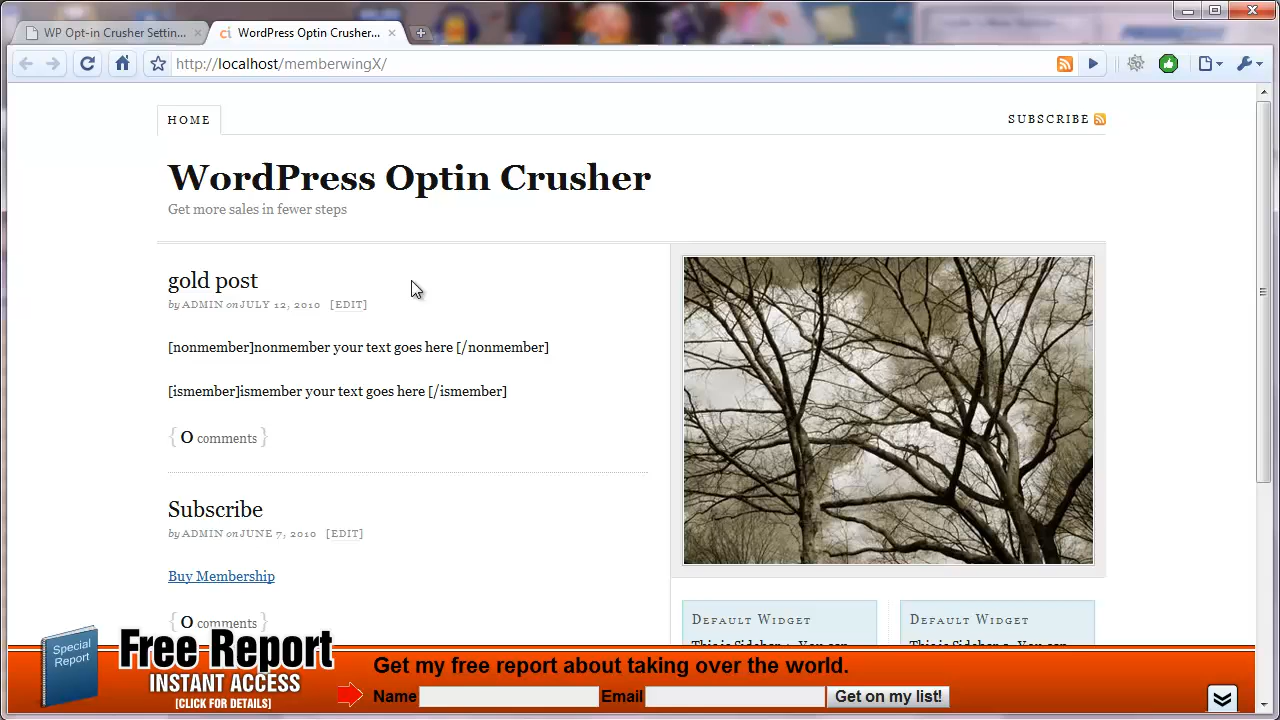 WP Opt-in Crusher Settin...
WordPress Optin Crusher...
http://localhost/memberwingX/
HOME
SUBSCRIBE
WordPress Optin Crusher
Get more sales in fewer steps
gold post
by ADMIN on JULY 12, 2010 [EDIT]
[nonmember]nonmember your text goes here [/nonmember]
[ismember]ismember your text goes here [/ismember]
{ 0 comments }
Subscribe
by ADMIN on JUNE 7, 2010 [EDIT]
Buy Membership
{ 0 comments }
DEFAULT WIDGET
DEFAULT WIDGET
Special Report
Free Report
INSTANT ACCESS
[CLICK FOR DETAILS]
Get my free report about taking over the world.
Name Email Get on my list!